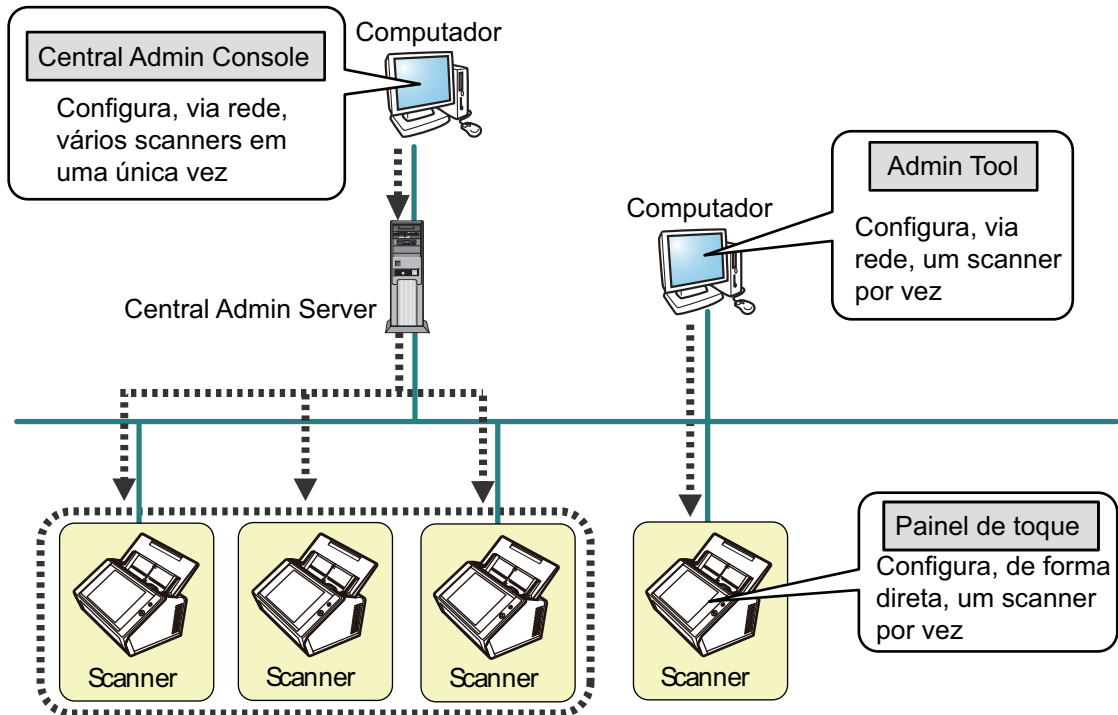 Computador
Central Admin Console
Configura, via rede,
vários scanners em
uma única vez
Central Admin Server
Computador
Admin Tool
Configura, via
rede, um scanner
por vez
Painel de toque
Configura, de forma
direta, um scanner
por vez
Scanner
Scanner
Scanner
Scanner